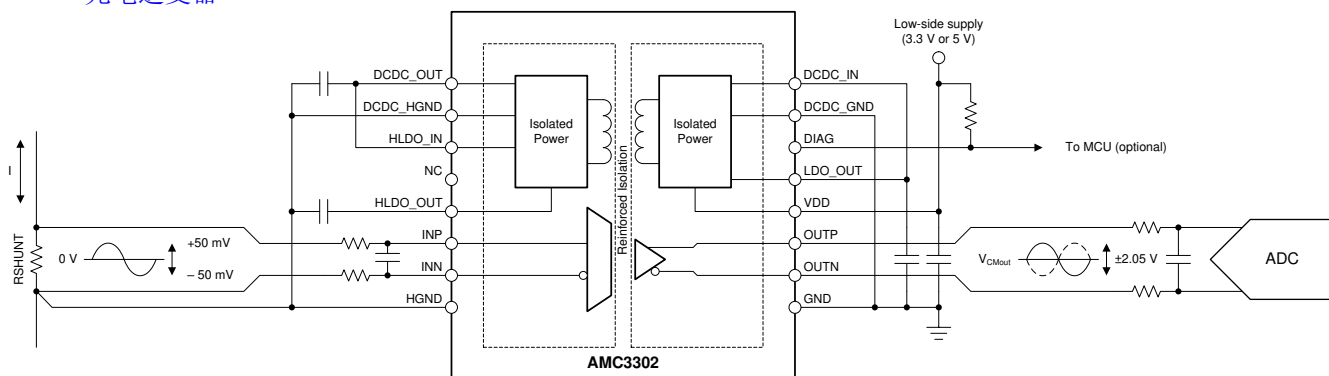 Low-side supply
(3.3 V or 5 V)
DCDC_OUT
DCDC_HGND
HLDO_IN
NC
HLDO_OUT
INP
INN
HGND
Isolated
Power
Reinforced Isolation
Isolated
Power
DCDC_IN
DCDC_GND
DIAG
LDO_OUT
VDD
OUTP
OUTN
GND
To MCU (optional)
I
RSHUNT
0 V
+50 mV
– 50 mV
VCMout
±2.05 V
ADC
AMC3302